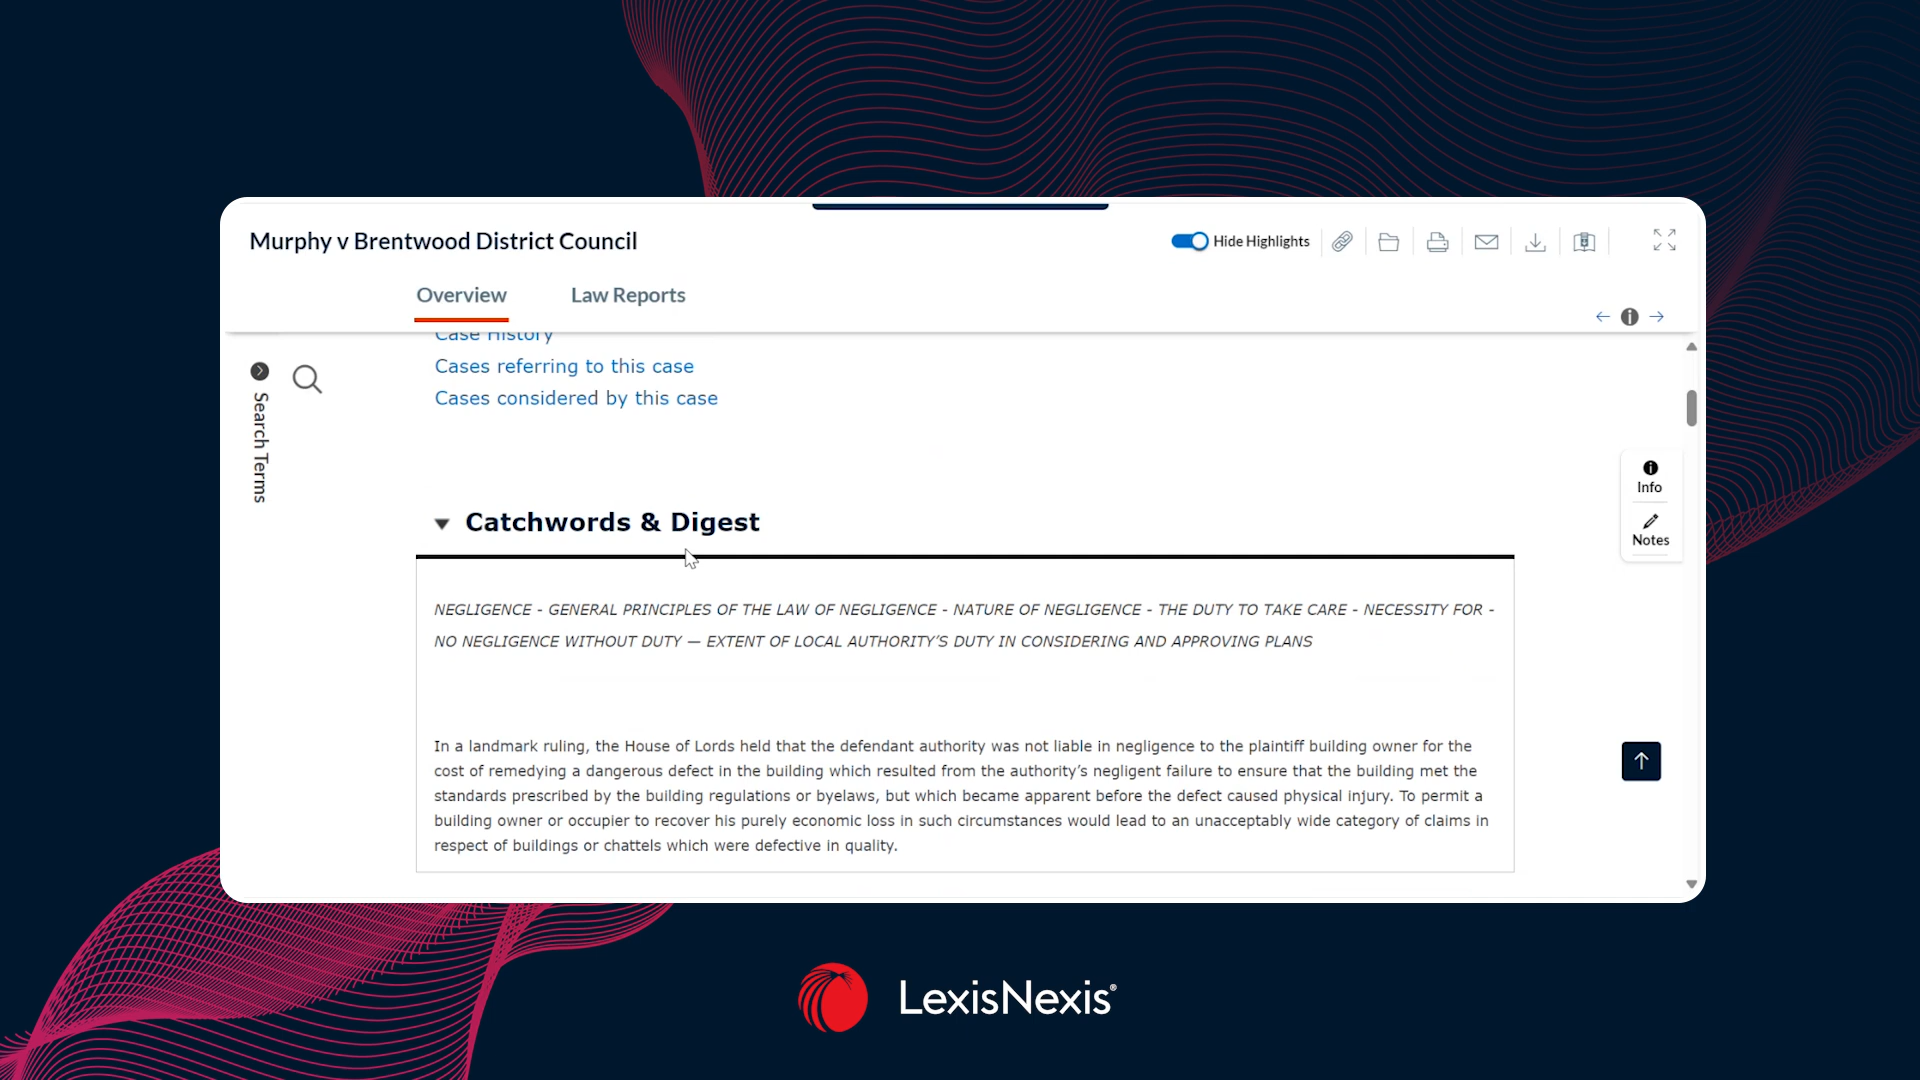 Murphy v Brentwood District Council
Hide Highlights
Overview
Law Reports
Case History
Cases referring to this case
Cases considered by this case
Search Terms
Catchwords & Digest
Info
Notes
NEGLIGENCE - GENERAL PRINCIPLES OF THE LAW OF NEGLIGENCE - NATURE OF NEGLIGENCE - THE DUTY TO TAKE CARE - NECESSITY FOR -
NO NEGLIGENCE WITHOUT DUTY — EXTENT OF LOCAL AUTHORITY'S DUTY IN CONSIDERING AND APPROVING PLANS
In a landmark ruling, the House of Lords held that the defendant authority was not liable in negligence to the plaintiff building owner for the
cost of remedying a dangerous defect in the building which resulted from the authority's negligent failure to ensure that the building met the
standards prescribed by the building regulations or byelaws, but which became apparent before the defect caused physical injury. To permit a
building owner or occupier to recover his purely economic loss in such circumstances would lead to an unacceptably wide category of claims in
respect of buildings or chattels which were defective in quality.
LexisNexis®